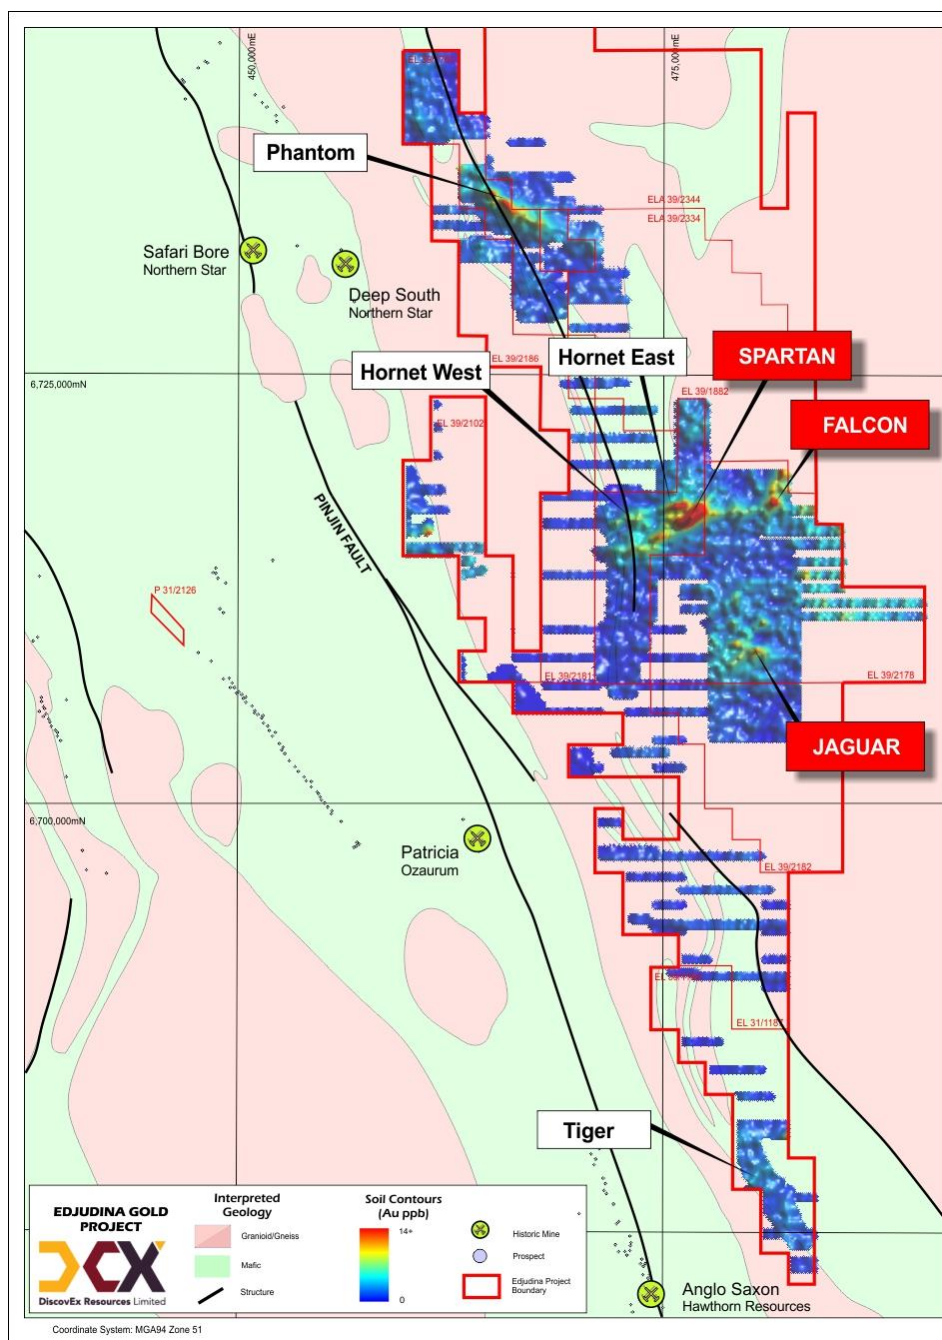 450,000mE
475,000mE
Phantom
ELA 39/2344
ELA 39/2334
Safari Bore
Northern Star
Deep South
Northern Star
6,725,000mN
EL 39/2186
Hornet West
Hornet East
SPARTAN
EL 39/1882
FALCON
EL 39/2102
PINJIN FAULT
P 31/2126
EL 39/2181
EL 39/2178
JAGUAR
6,700,000mN
Patricia
Ozaurum
EL 39/2182
EL 31/1187
Tiger
Anglo Saxon
Hawthorn Resources
EDJUDINA GOLD
PROJECT
DCX
DiscovEx Resources Limited
Interpreted
Geology
Granioid/Gneiss
Mafic
Structure
Soil Contours
(Au ppb)
14+
0
Historic Mine
Prospect
Edjudina Project
Boundary
Coordinate System: MGA94 Zone 51